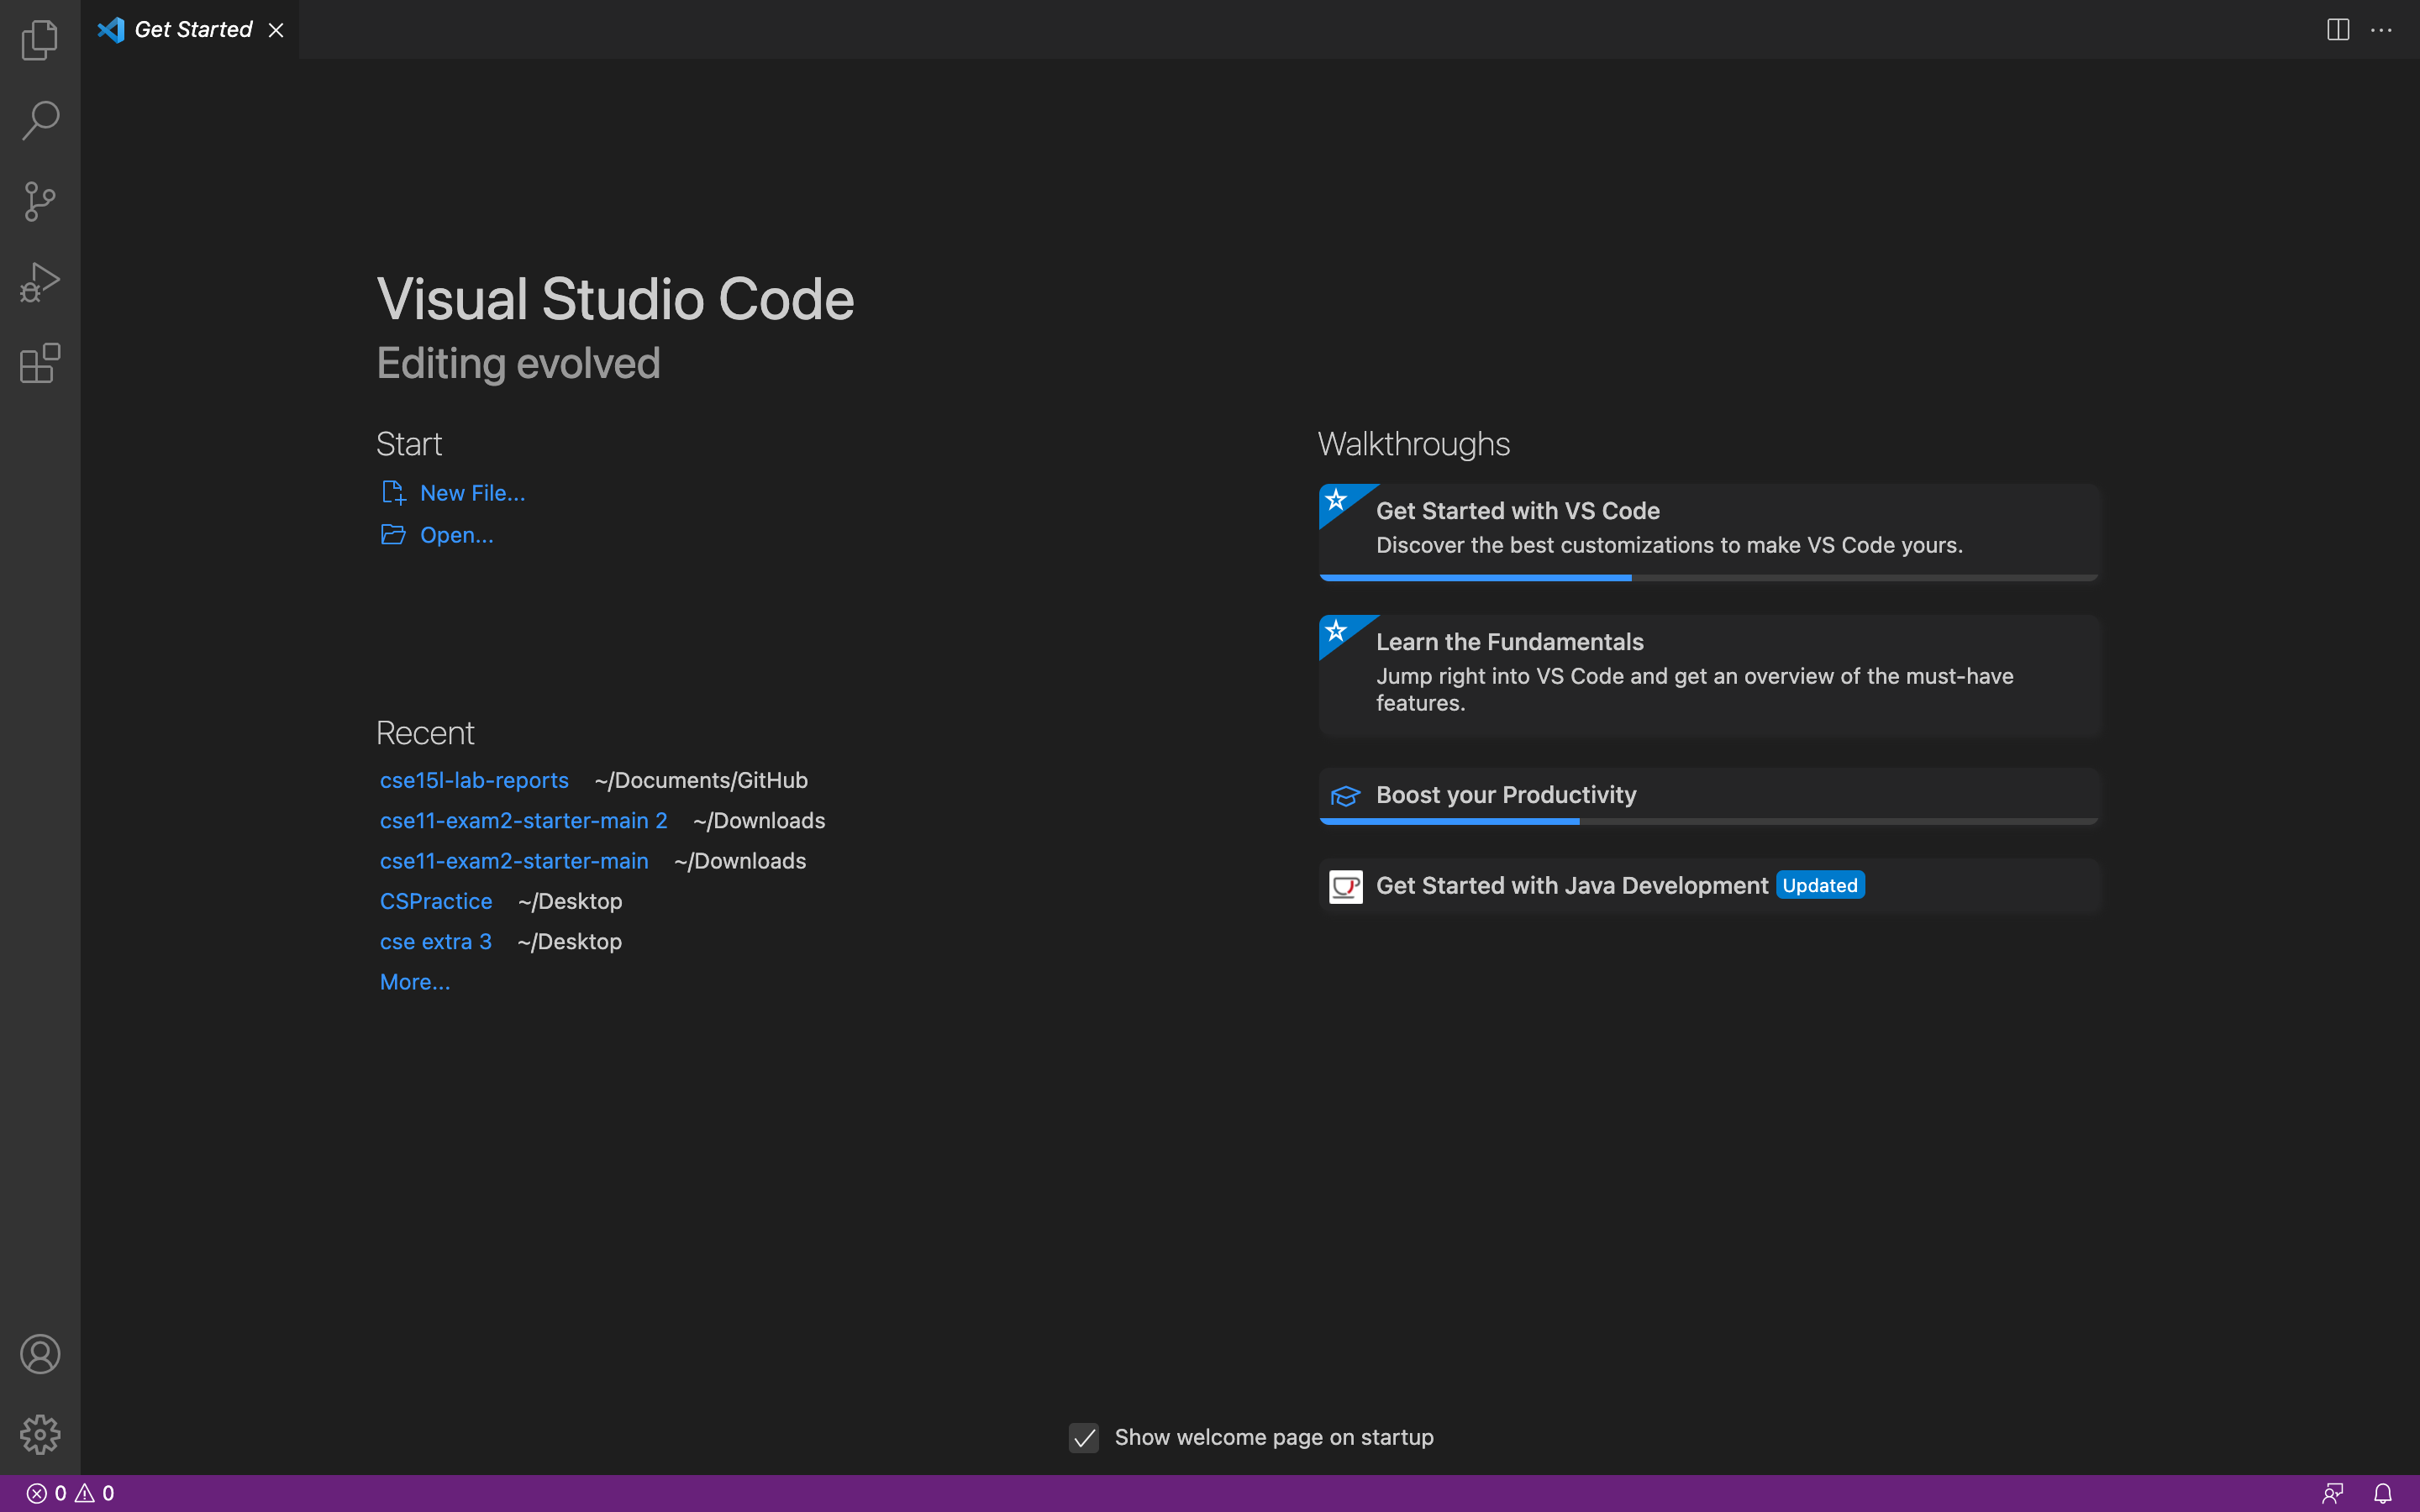 Get Started
Visual Studio Code
Editing evolved
Start
New File...
Open...
Recent
cse15l-lab-reports ~/Documents/GitHub
cse11-exam2-starter-main 2 ~/Downloads
cse11-exam2-starter-main ~/Downloads
CSPractice ~/Desktop
cse extra 3 ~/Desktop
More...
Walkthroughs
Get Started with VS Code
Discover the best customizations to make VS Code yours.
Learn the Fundamentals
Jump right into VS Code and get an overview of the must-have
features.
Boost your Productivity
Get Started with Java Development Updated
Show welcome page on startup
0 0